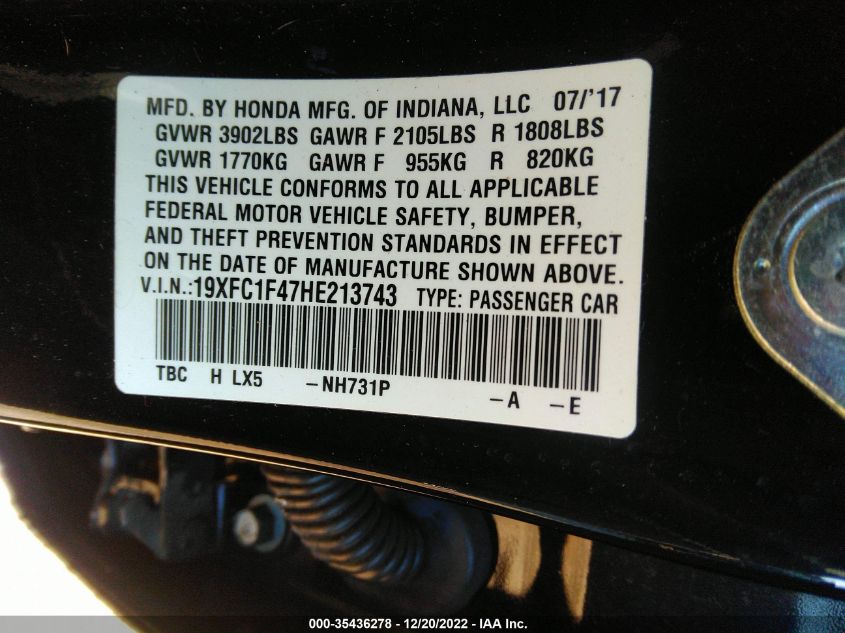 MFD. BY HONDA MFG. OF INDIANA, LLC 07/'17
GVWR 3902LBS GAWR F 2105LBS R 1808LBS
GVWR 1770KG GAWR F 955KG R 820KG
THIS VEHICLE CONFORMS TO ALL APPLICABLE
FEDERAL MOTOR VEHICLE SAFETY, BUMPER,
AND THEFT PREVENTION STANDARDS IN EFFECT
ON THE DATE OF MANUFACTURE SHOWN ABOVE.
V.I.N.:19XFC1F47HE213743 TYPE: PASSENGER CAR
TBC H LX5 -NH731P -A -E
000-35436278 - 12/20/2022 - IAA Inc.